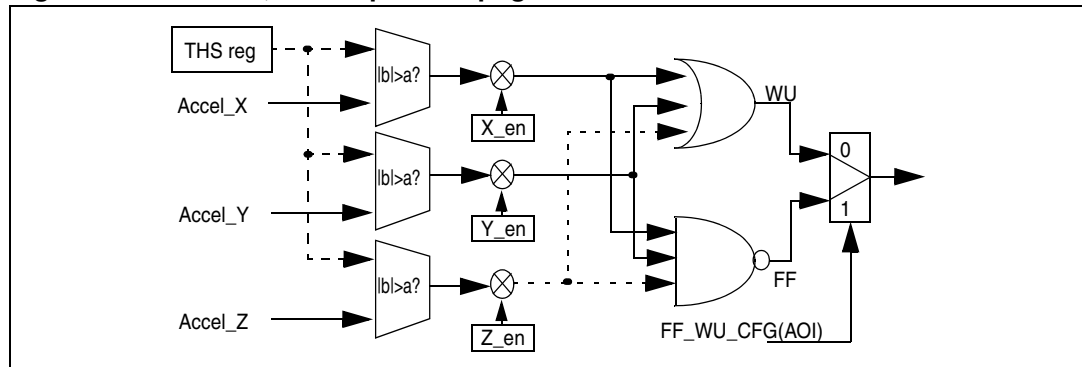 THS reg
|b|>a?
Accel_X
X_en
WU
0
|b|>a?
Accel_Y
Y_en
1
|b|>a?
FF
Accel_Z
Z_en
FF_WU_CFG(AOI)